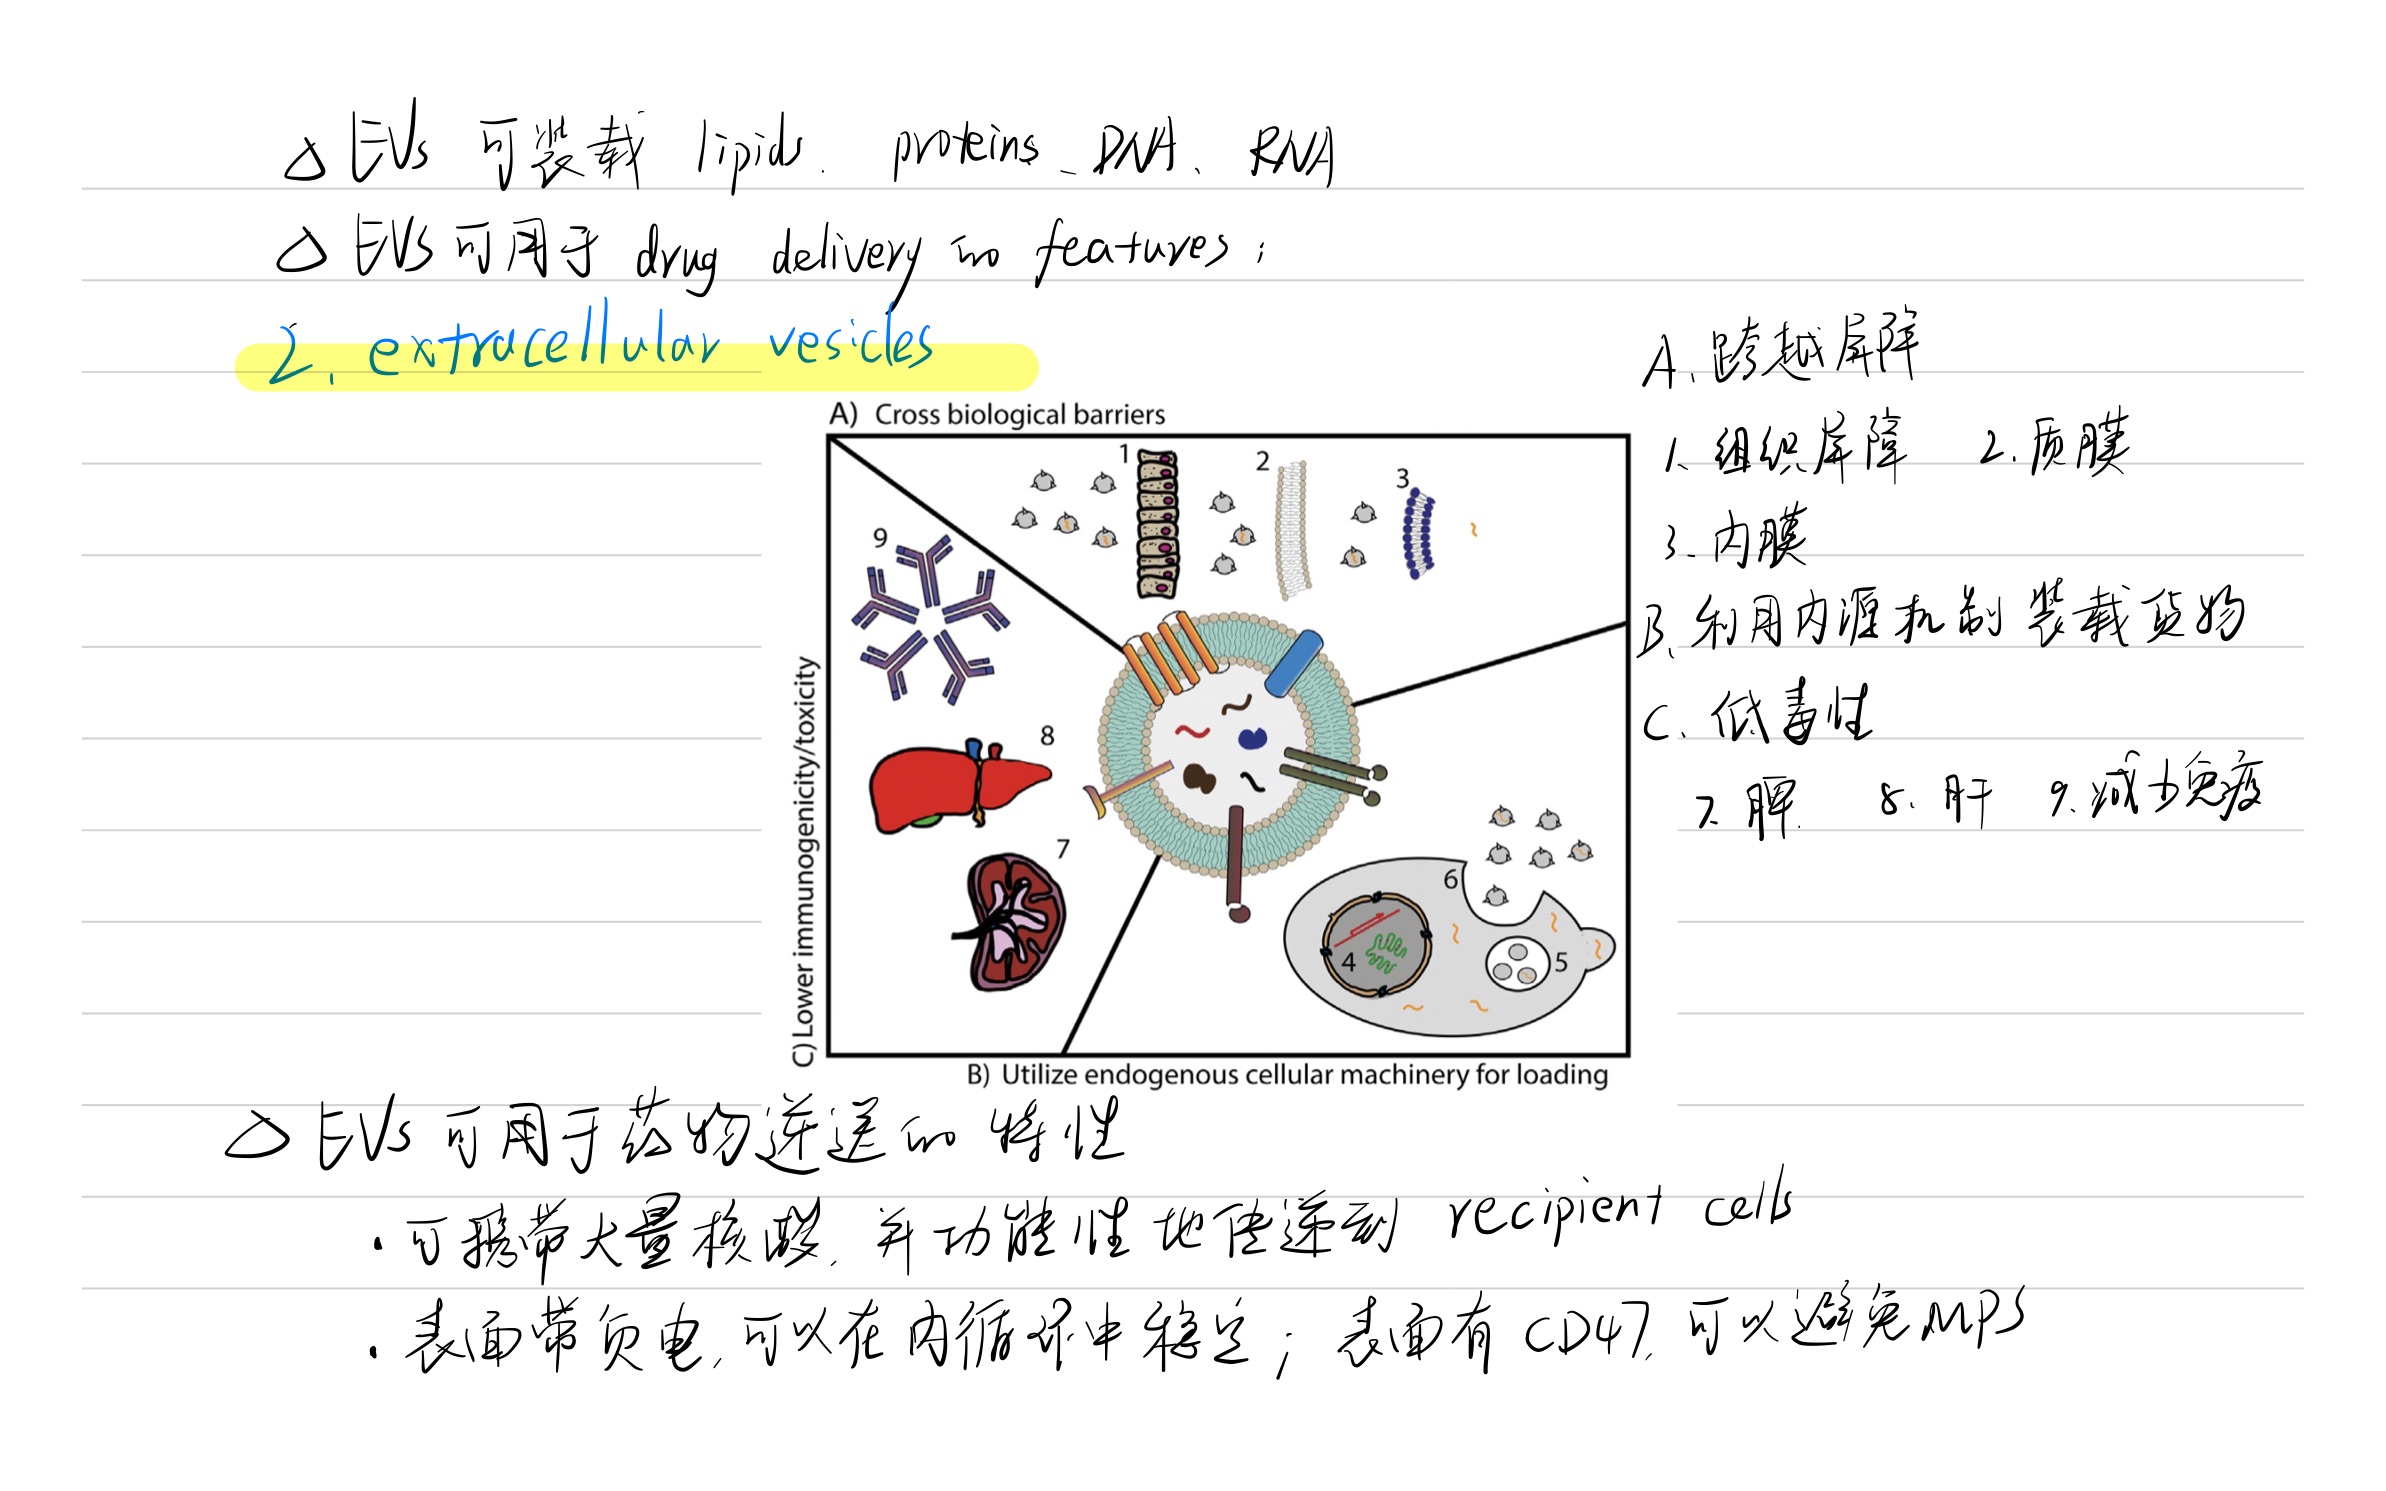 △ EVs 可装载 lipids. proteins、DNA、RNA
△ EVs 可用于 drug delivery 的 features:
2. extracellular vesicles
A) Cross biological barriers
1
2
3
9
8
7
6
4
5
C) Lower immunogenicity/toxicity
B) Utilize endogenous cellular machinery for loading
A. 跨越屏障
1. 组织屏障 2. 质膜
3. 内膜
B. 利用内源机制装载货物
C. 低毒性
7. 脾. 8. 肝 9. 减少免疫
△ EVs 可用于药物递送的特性
· 可携带大量核酸, 并功能性地传递到 recipient cells
· 表面带负电, 可以在内循环中稳定; 表面有 CD47, 可以避免 MPS